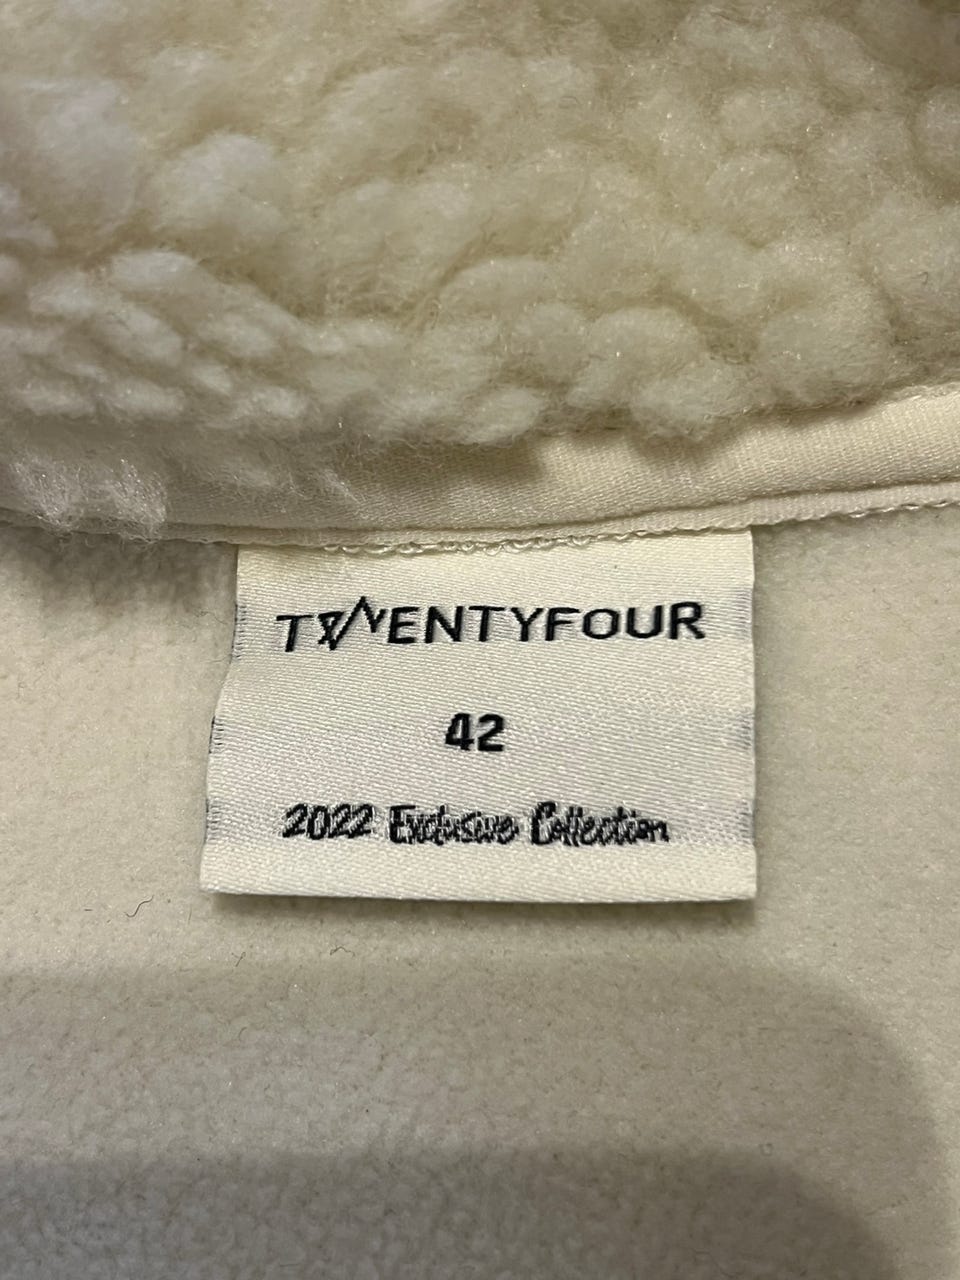 TWENTYFOUR
42
2022 Exclusive Collection